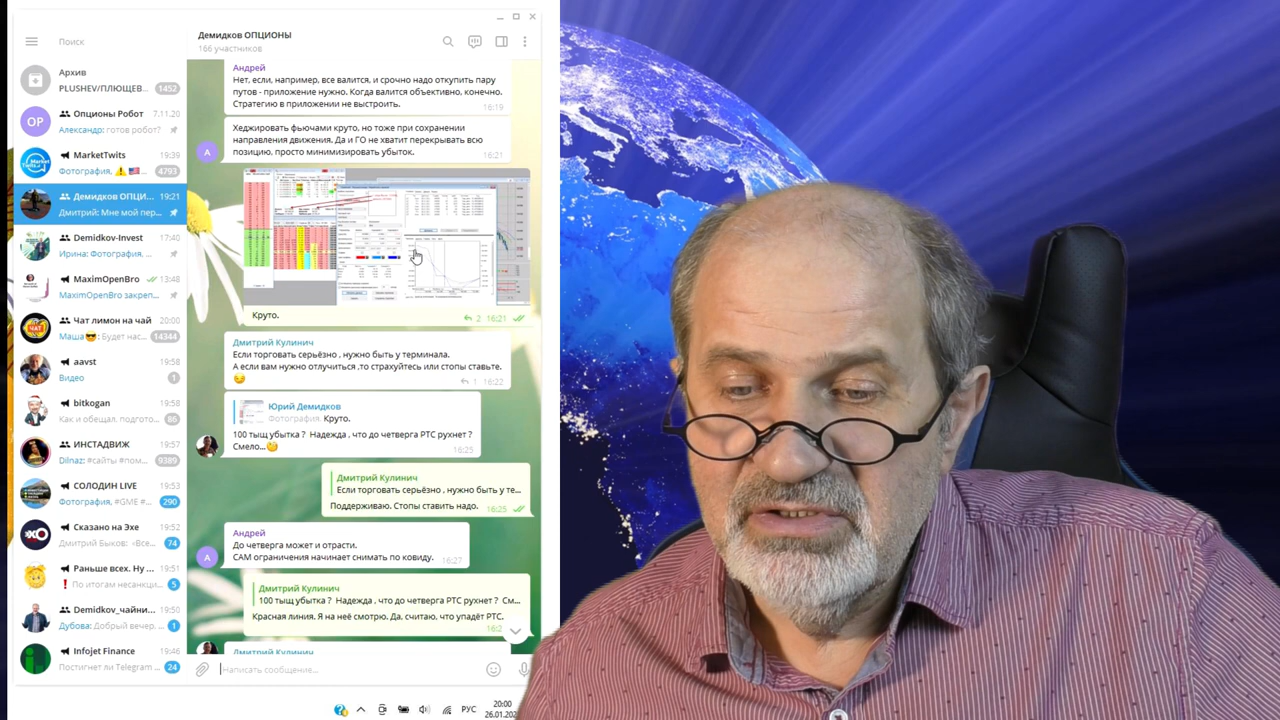 Поиск
Архив
PLUSHEV/ПЛЮЩЕВ...
1452
OP
Опционы Робот
7.11.20
Александр: готов робот?
MarketTwits
19:39
Фотография,
4793
Демидков ОПЦИ...
19:21
Дмитрий: Мне мой пер...
Demidkov-Invest
17:40
Ирина: Фотография,
MaximOpenBro
13:48
MaximOpenBro закреп...
ЧАТ
Чат лимон на чай
20:00
Маша: Будет нас...
14344
aavst
19:58
Видео
1
bitkogan
19:58
Как и обещал, подгото...
86
ИНСТАДВИЖ
19:57
Dilnaz: #сайты #пом...
9389
СОЛОДИН LIVE
19:53
Фотография, #GME #...
290
Сказано на Эхе
19:52
Дмитрий Быков: «Все...
74
Раньше всех. Ну ...
19:51
По итогам несанкци...
5
Demidkov_чайни...
19:50
Дубова: Добрый вечер, ...
1
Infojet Finance
19:46
Постигнет ли Telegram ...
24
Демидков ОПЦИОНЫ
166 участников
Андрей
Нет, если, например, все валится, и срочно надо откупить пару
путов - приложение нужно. Когда валится объективно, конечно.
Стратегию в приложении не выстроить.
16:19
Хеджировать фьючами круто, но тоже при сохранении
направления движения. Да и ГО не хватит перекрывать всю
позицию, просто минимизировать убыток.
16:21
А
Круто.
2 16:21
Дмитрий Кулинич
Если торговать серьёзно , нужно быть у терминала.
А если вам нужно отлучиться ,то страхуйтесь или стопы ставьте.
1 16:22
Юрий Демидков
Фотография, Круто.
100 тыщ убытка ? Надежда , что до четверга РТС рухнет ?
Смело...
16:25
Дмитрий Кулинич
Если торговать серьёзно , нужно быть у те...
Поддерживаю. Стопы ставить надо.
16:25
Андрей
До четверга может и отрасти.
САМ ограничения начинает снимать по ковиду.
16:27
А
Дмитрий Кулинич
100 тыщ убытка ? Надежда , что до четверга РТС рухнет ? См...
Красная линия. Я на неё смотрю. Да, считаю, что упадёт РТС.
Дмитрий Кулинич
Написать сообщение...
РУС
20:00